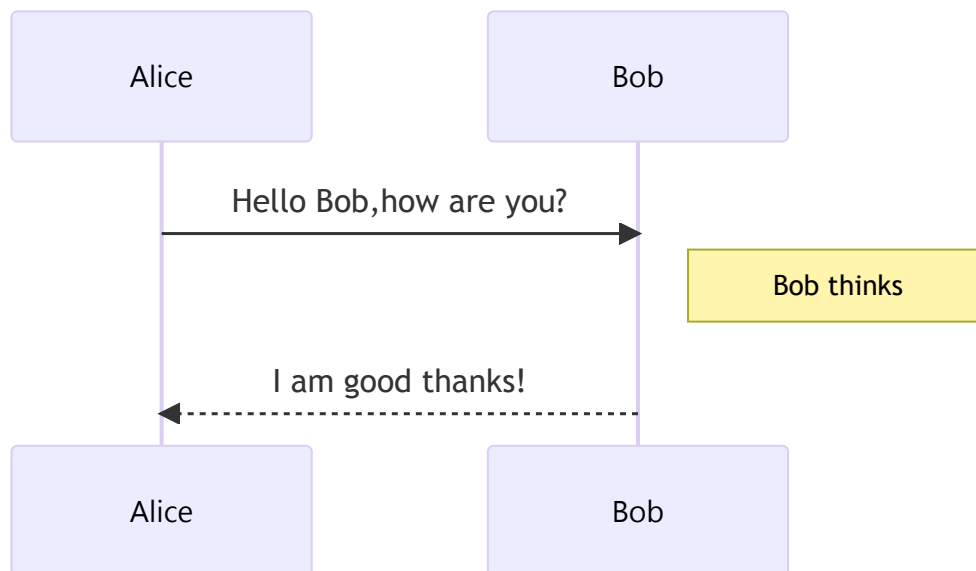 Alice
Bob
Hello Bob,how are you?
Bob thinks
I am good thanks!
Alice
Bob